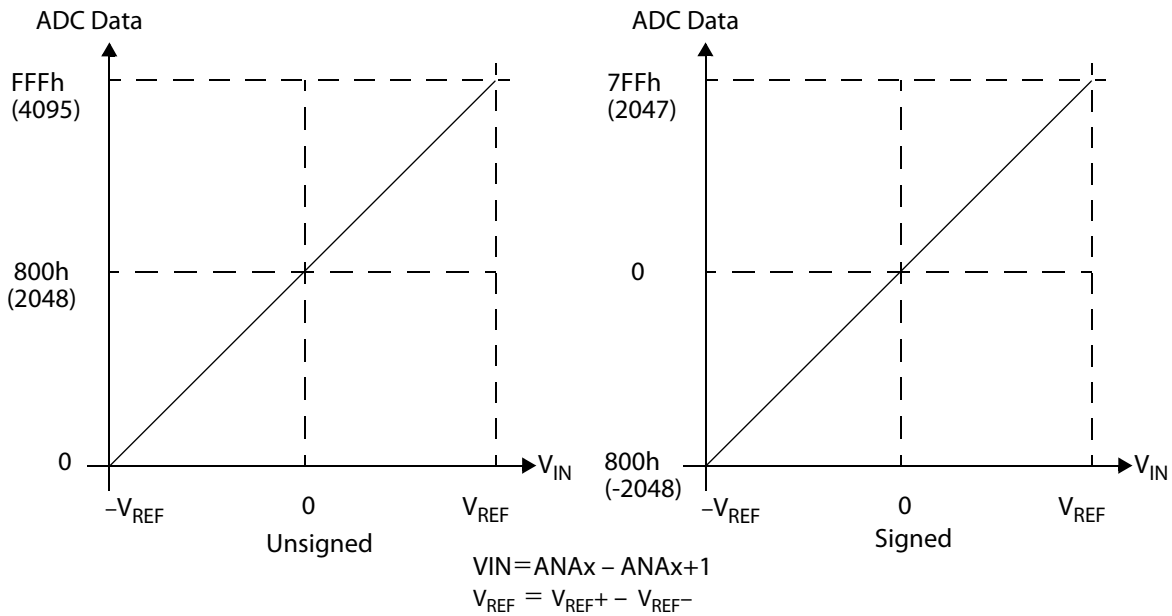 ADC Data
FFFh
(4095)
800h
(2048)
0
–VREF
0
VREF
VIN
Unsigned
ADC Data
7FFh
(2047)
0
800h
(-2048)
–VREF
0
VREF
VIN
Signed
VIN=ANAx – ANAx+1
VREF = VREF+ – VREF–